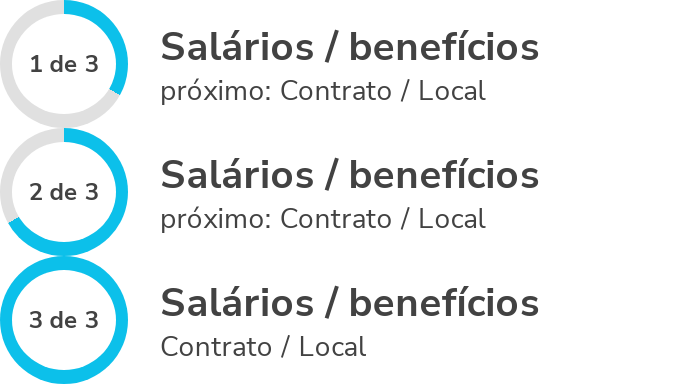 1 de 3
Salários / benefícios
próximo: Contrato / Local
2 de 3
Salários / benefícios
próximo: Contrato / Local
3 de 3
Salários / benefícios
Contrato / Local